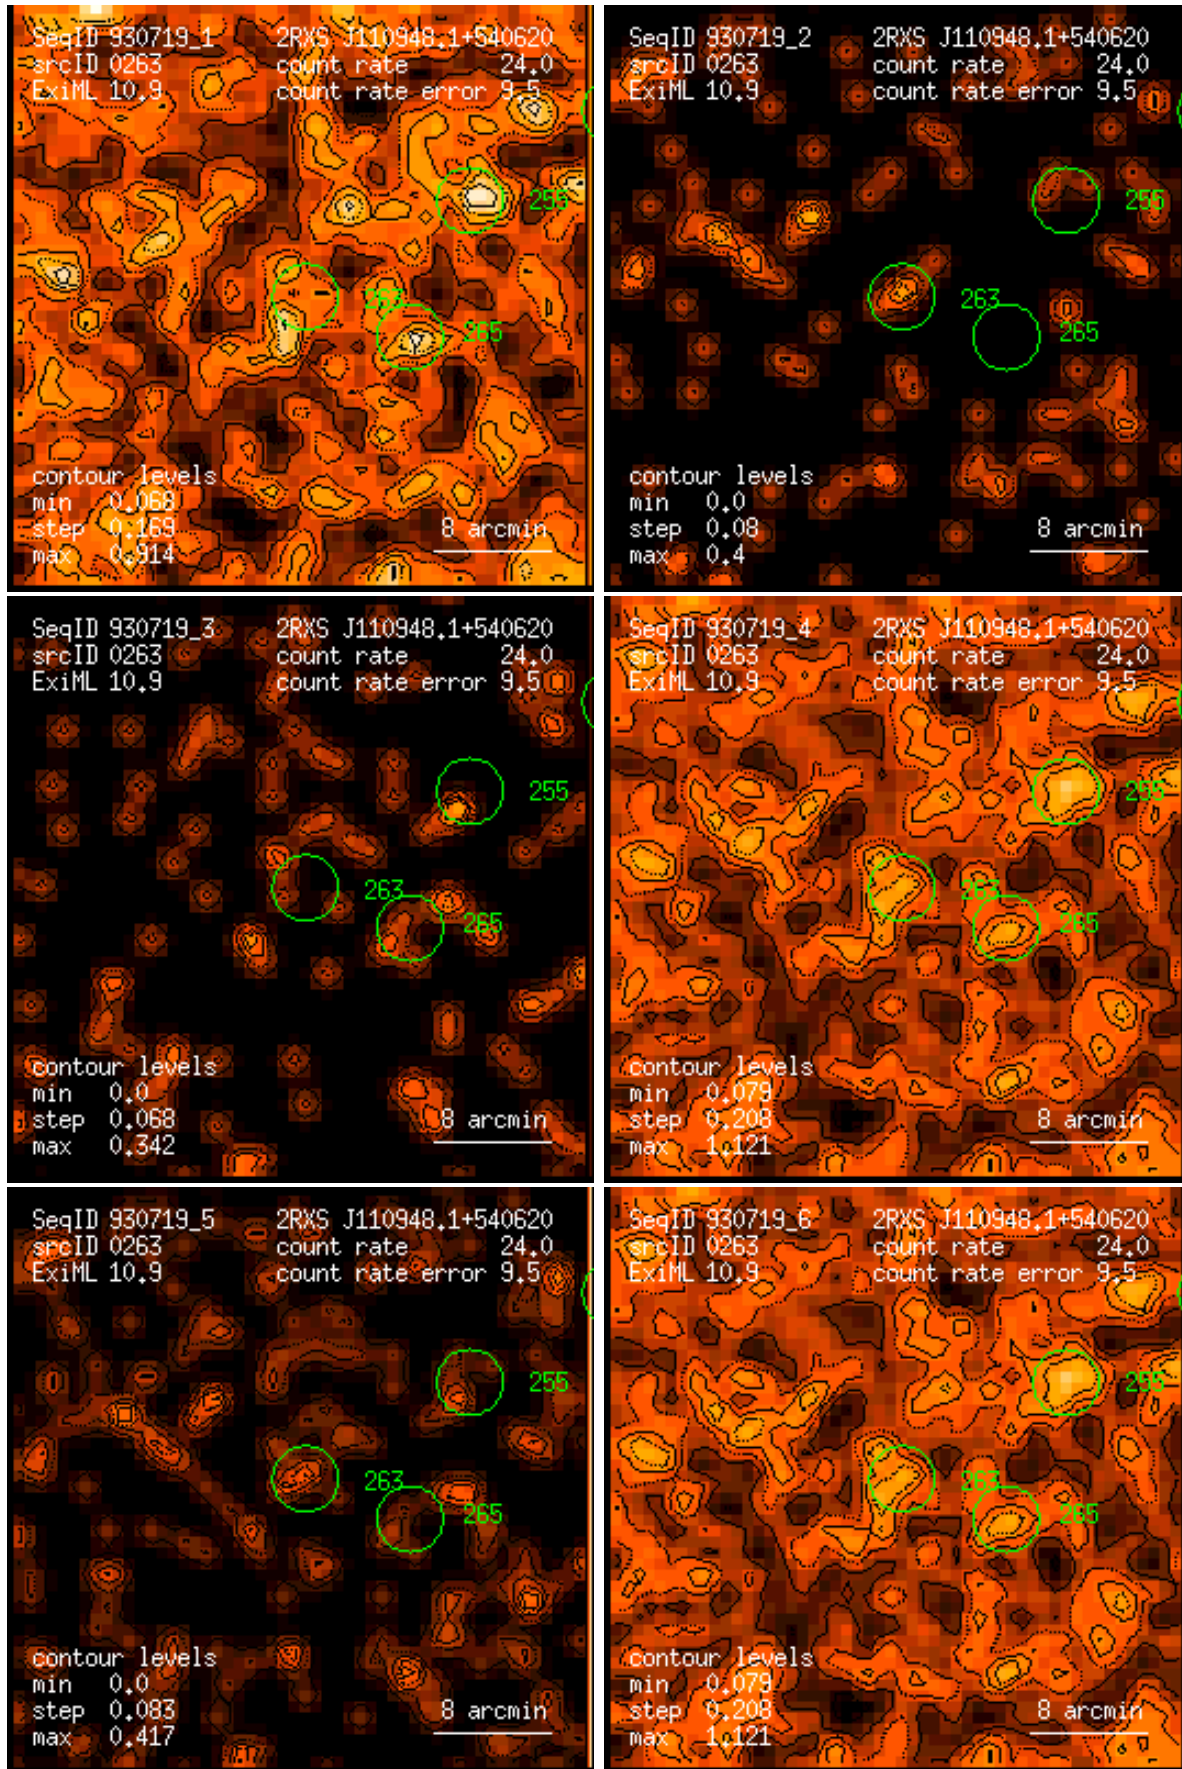 SeqID 930719_1 2RXS J110948.1+540620
srcID 0263 count rate 24.0
ExiML 10.9 count rate error 9.5
255
263
265
contour levels
min 0.068
step 0.169
max 0.914
8 arcmin
SeqID 930719_2 2RXS J110948.1+540620
srcID 0263 count rate 24.0
ExiML 10.9 count rate error 9.5
255
263
265
contour levels
min 0.0
step 0.08
max 0.4
8 arcmin
SeqID 930719_3 2RXS J110948.1+540620
srcID 0263 count rate 24.0
ExiML 10.9 count rate error 9.5
255
263
265
contour levels
min 0.0
step 0.068
max 0.342
8 arcmin
SeqID 930719_4 2RXS J110948.1+540620
srcID 0263 count rate 24.0
ExiML 10.9 count rate error 9.5
255
263
265
contour levels
min 0.079
step 0.208
max 1.121
8 arcmin
SeqID 930719_5 2RXS J110948.1+540620
srcID 0263 count rate 24.0
ExiML 10.9 count rate error 9.5
255
263
265
contour levels
min 0.0
step 0.083
max 0.417
8 arcmin
SeqID 930719_6 2RXS J110948.1+540620
srcID 0263 count rate 24.0
ExiML 10.9 count rate error 9.5
255
263
265
contour levels
min 0.079
step 0.208
max 1.121
8 arcmin